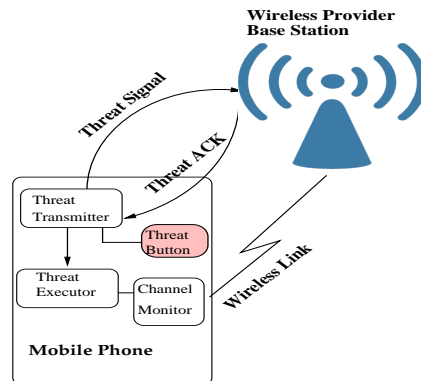 Wireless Provider
Base Station
Threat Signal
Threat ACK
Threat
Transmitter
Threat
Button
Threat
Executor
Channel
Monitor
Wireless Link
Mobile Phone